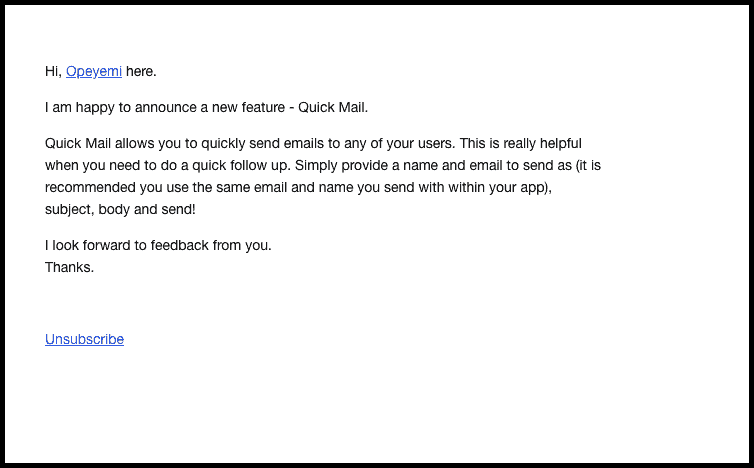 Hi, Opeyemi here.
I am happy to announce a new feature - Quick Mail.
Quick Mail allows you to quickly send emails to any of your users. This is really helpful
when you need to do a quick follow up. Simply provide a name and email to send as (it is
recommended you use the same email and name you send with within your app),
subject, body and send!
I look forward to feedback from you.
Thanks.
Unsubscribe